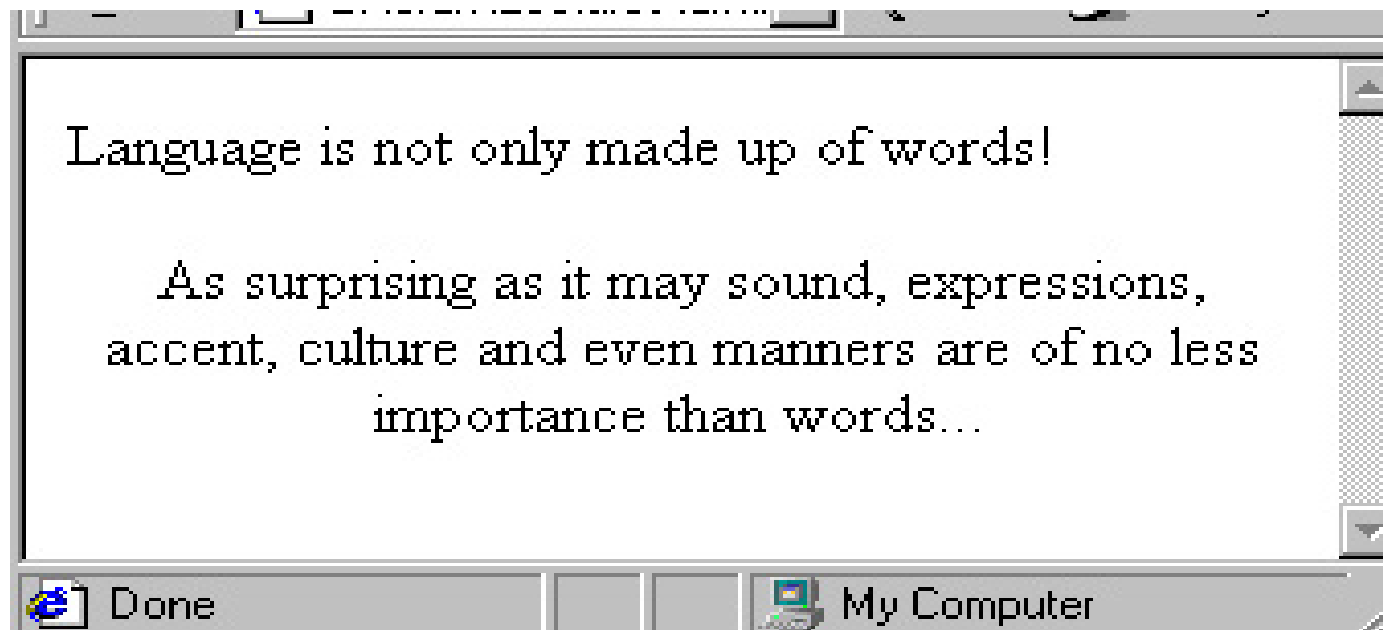 Language is not only made up of words!
As surprising as it may sound, expressions,
accent, culture and even manners are of no less
importance than words...
Done
My Computer